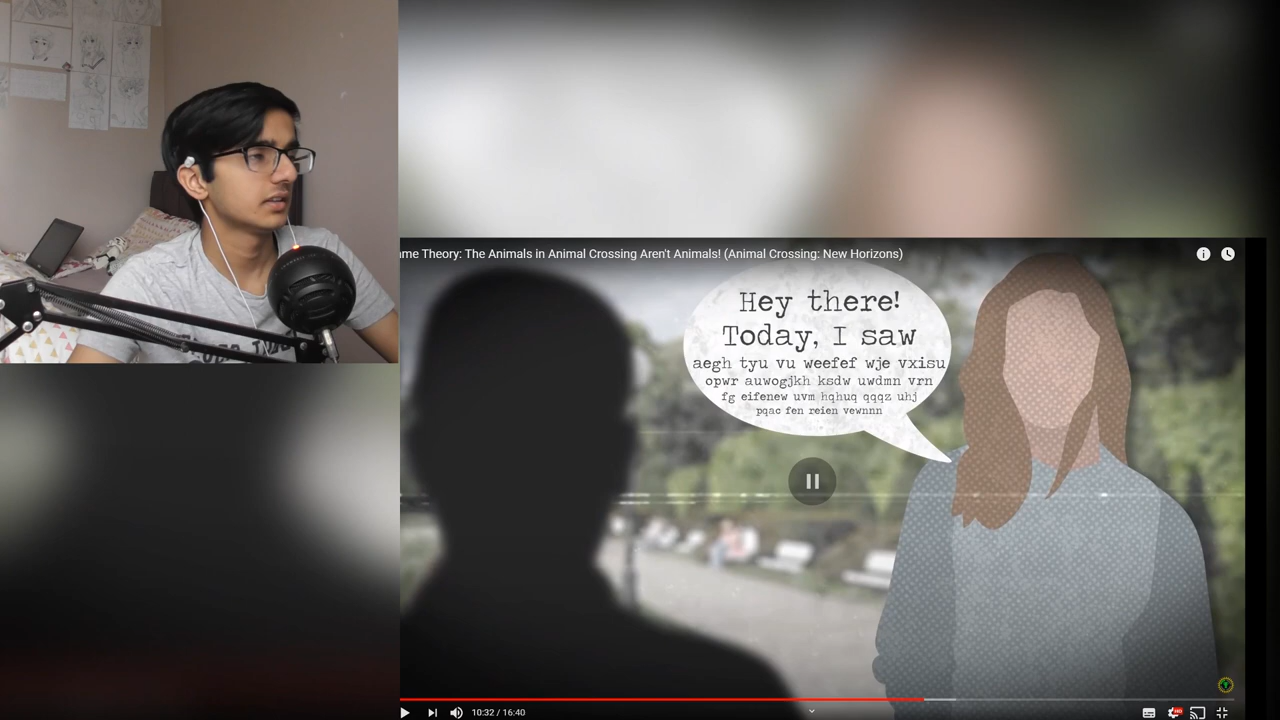 ame Theory: The Animals in Animal Crossing Aren't Animals! (Animal Crossing: New Horizons)
Hey there!
Today, I saw
aegh tyu vu weefef wje vxisu
opwr auwogjkh ksdw uwdmn vrn
fg eifenew uvm hqhuq qqqz uhj
pqac fen reien vewnnn
10:32 / 16:40
HD